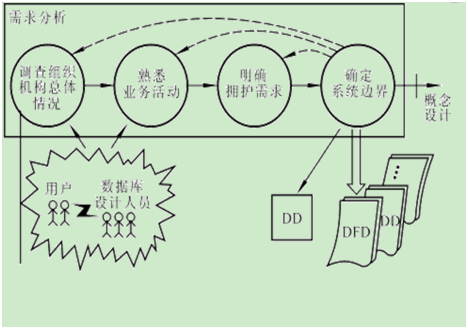 需求分析
调查组织
机构总体
情况
熟悉
业务活动
明确
拥护需求
确定
系统边界
概念
设计
用户
数据库
设计人员
DD
DFD
DD